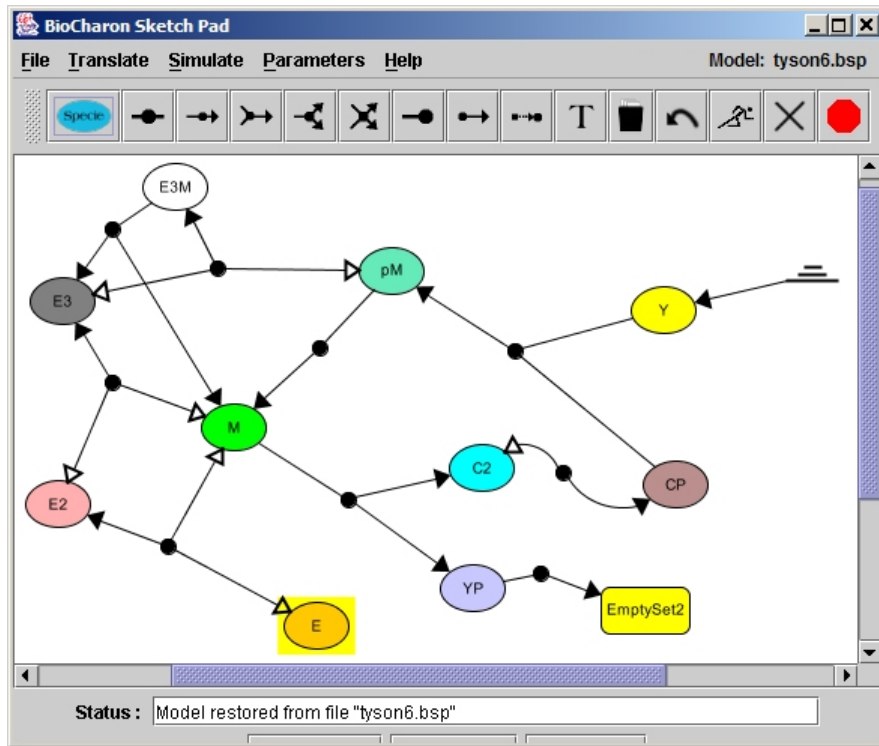 BioCharon Sketch Pad
File Translate Simulate Parameters Help Model: tyson6.bsp
Specie T
E3M
pM
E3
Y
M
C2
CP
E2
YP
EmptySet2
E
Status : Model restored from file "tyson6.bsp"